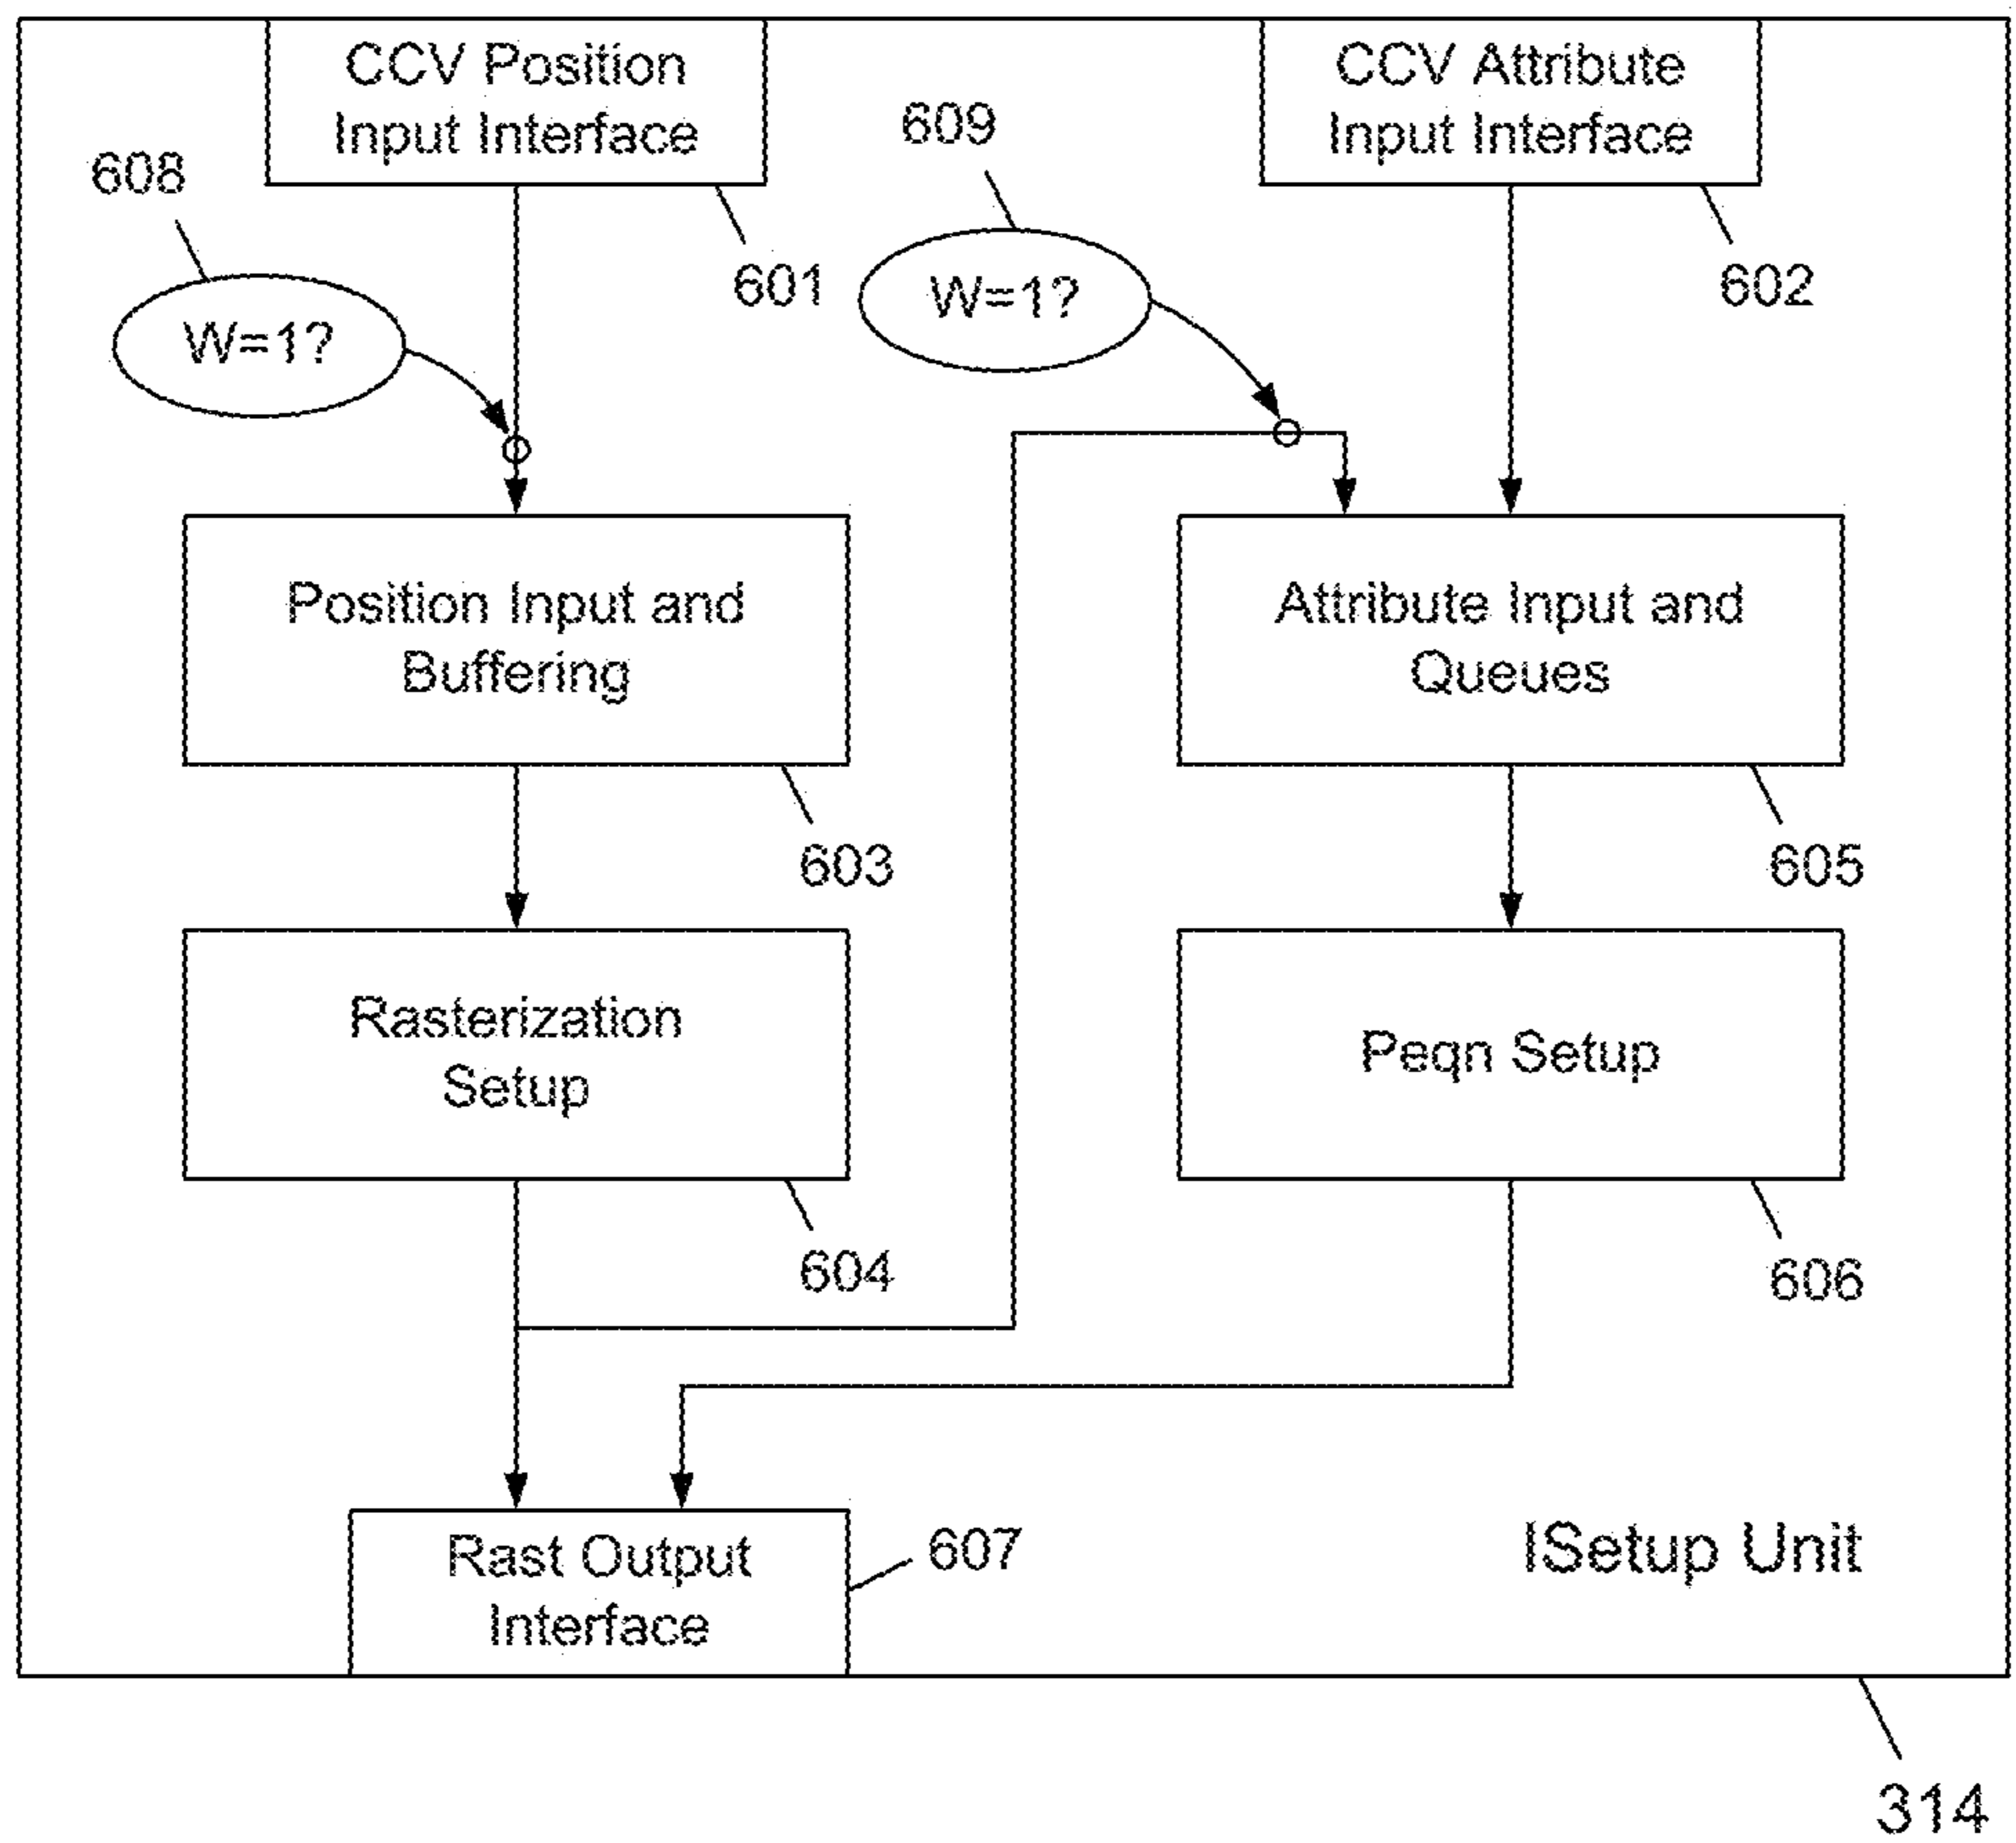 CCV Position
Input Interface
CCV Attribute
Input Interface
609
608
601
602
W=1?
W=1?
Position Input and
Buffering
Attribute Input and
Queues
603
605
Rasterization
Setup
Peqn Setup
604
606
Rast Output
Interface
607
ISetup Unit
314